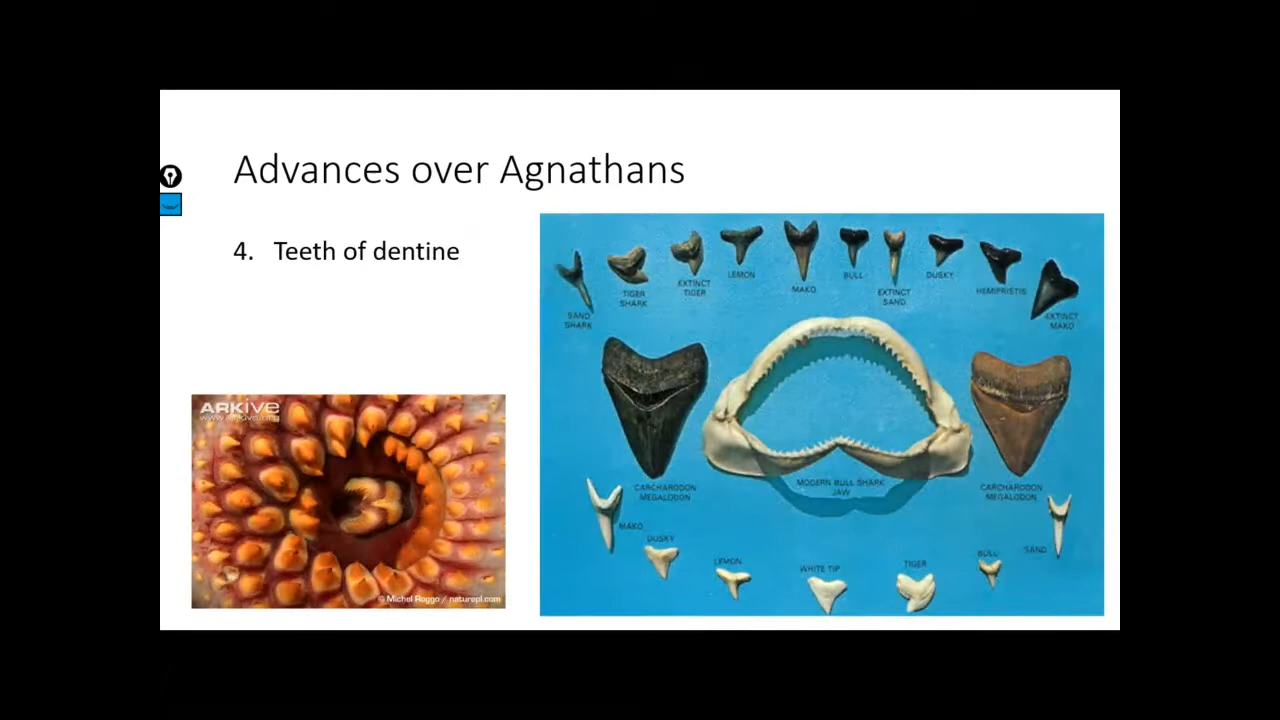 Advances over Agnathans
4. Teeth of dentine
ARKive
www.arkive.org
© Michel Roggo / naturepl.com
SAND
SHARK
TIGER
SHARK
EXTINCT
TIGER
LEMON
MAKO
BULL
EXTINCT
SAND
DUSKY
HEMIPRISTIS
EXTINCT
MAKO
CARCHARODON
MEGALODON
MODERN BULL SHARK
JAW
CARCHARODON
MEGALODON
MAKO
DUSKY
LEMON
WHITE TIP
TIGER
BULL
SAND